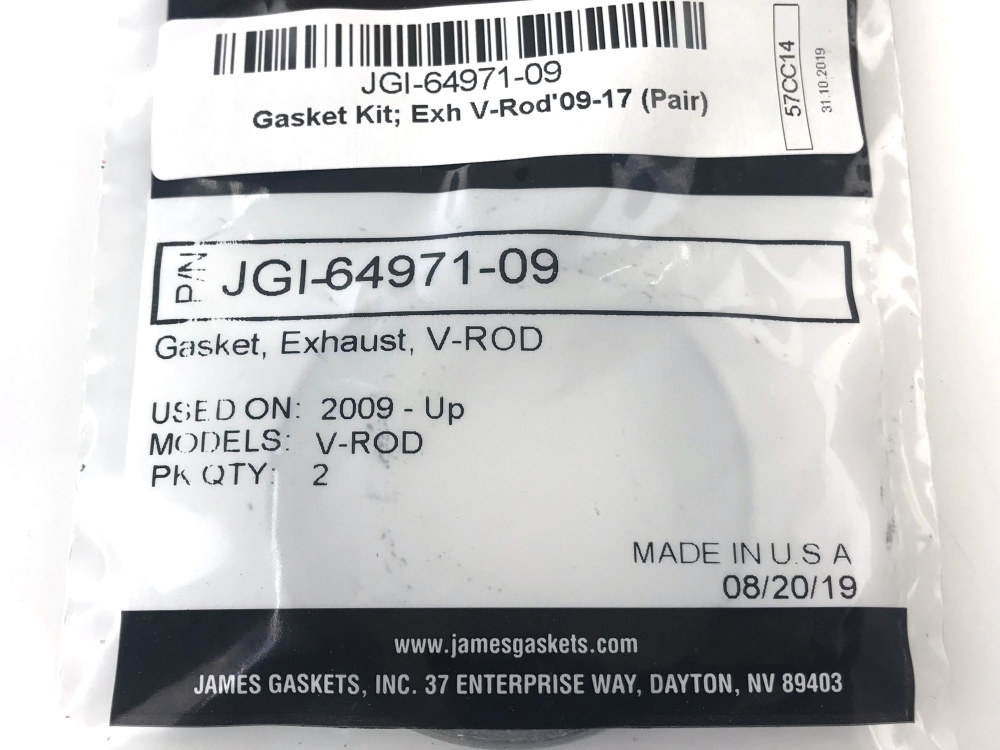 JGI-64971-09
Gasket Kit; Exh V-Rod'09-17 (Pair)
57CC14
31.10.2019
P/N JGI-64971-09
Gasket, Exhaust, V-ROD
USED ON: 2009 - Up
MODELS: V-ROD
PK QTY: 2
MADE IN U.S A
08/20/19
www.jamesgaskets.com
JAMES GASKETS, INC. 37 ENTERPRISE WAY, DAYTON, NV 89403